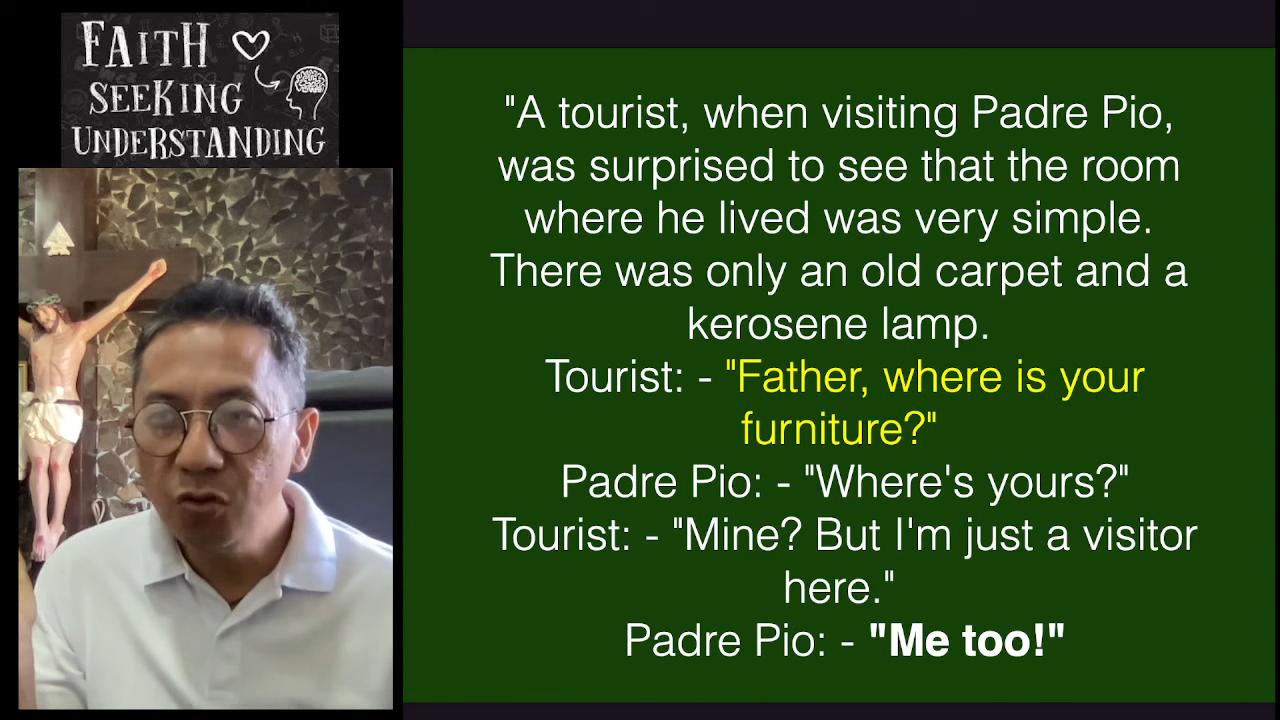 FAITH
SEEKING
UNDERSTANDING
"A tourist, when visiting Padre Pio,
was surprised to see that the room
where he lived was very simple.
There was only an old carpet and a
kerosene lamp.
Tourist: - "Father, where is your
furniture?"
Padre Pio: - "Where's yours?"
Tourist: - "Mine? But I'm just a visitor
here."
Padre Pio: - "Me too!"